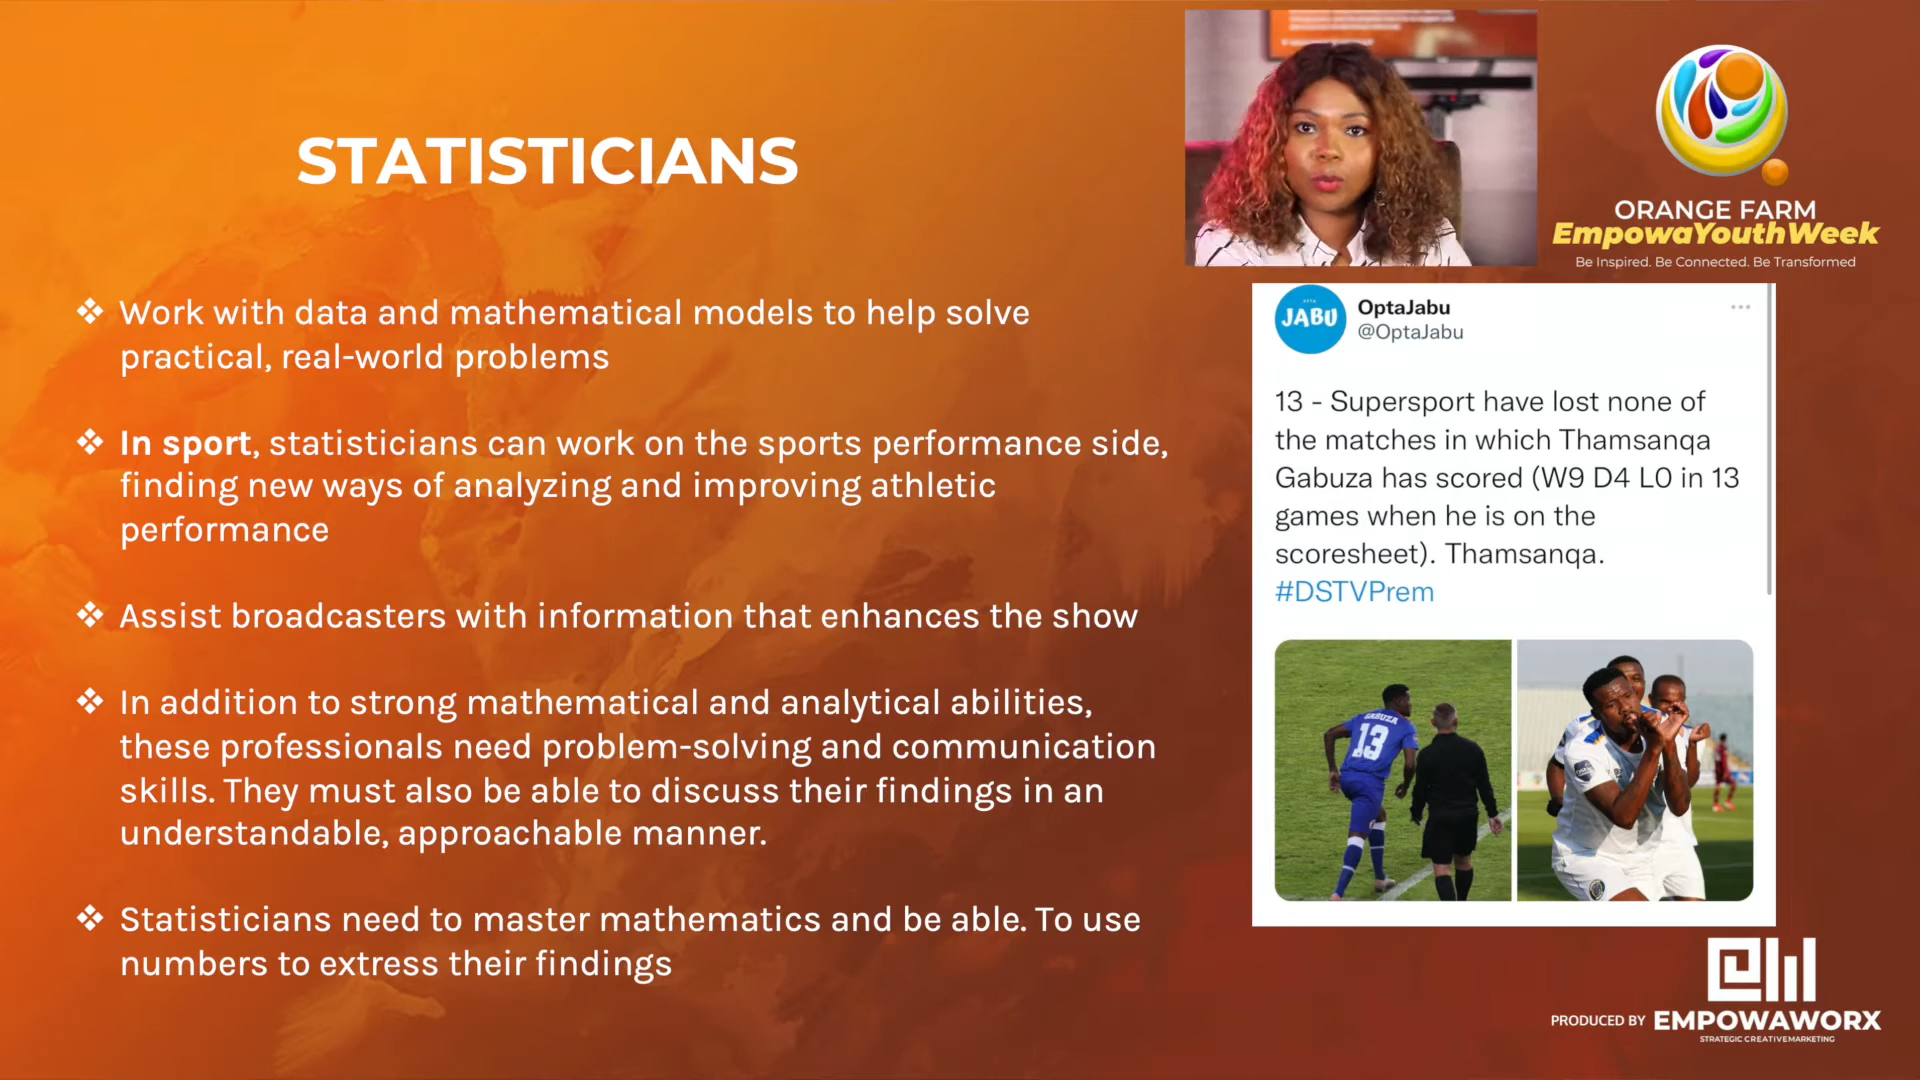 STATISTICIANS
❖ Work with data and mathematical models to help solve
practical, real-world problems
❖ In sport, statisticians can work on the sports performance side,
finding new ways of analyzing and improving athletic
performance
❖ Assist broadcasters with information that enhances the show
❖ In addition to strong mathematical and analytical abilities,
these professionals need problem-solving and communication
skills. They must also be able to discuss their findings in an
understandable, approachable manner.
❖ Statisticians need to master mathematics and be able. To use
numbers to extress their findings
ORANGE FARM
EmpowaYouthWeek
Be Inspired. Be Connected. Be Transformed
opta
JABU
OptaJabu
@OptaJabu
13 - Supersport have lost none of
the matches in which Thamsanqa
Gabuza has scored (W9 D4 L0 in 13
games when he is on the
scoresheet). Thamsanqa.
#DSTVPrem
GABUZA
13
PRODUCED BY EMPOWAWORX
STRATEGIC CREATIVE MARKETING